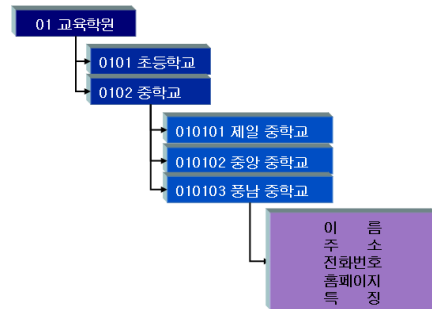 01 교육학원
0101 초등학교
0102 중학교
010101 제일 중학교
010102 중앙 중학교
010103 풍남 중학교
이 름
주 소
전화번호
홈페이지
특 징